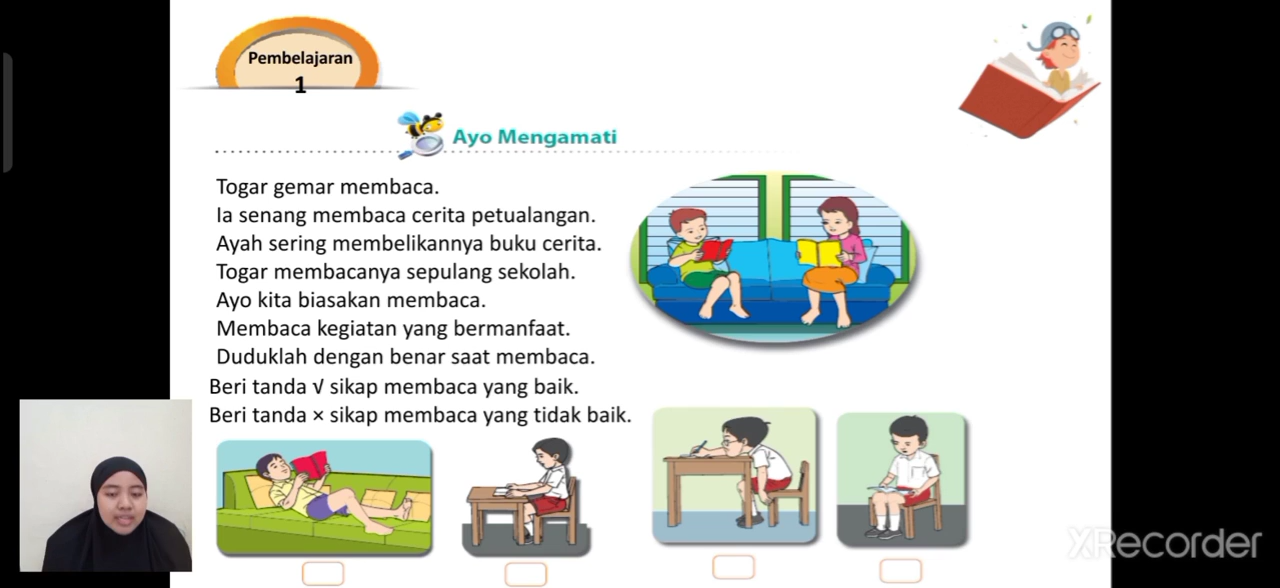 Pembelajaran
1
Ayo Mengamati
Togar gemar membaca.
Ia senang membaca cerita petualangan.
Ayah sering membelikannya buku cerita.
Togar membacanya sepulang sekolah.
Ayo kita biasakan membaca.
Membaca kegiatan yang bermanfaat.
Duduklah dengan benar saat membaca.
Beri tanda √ sikap membaca yang baik.
Beri tanda × sikap membaca yang tidak baik.
XRecorder